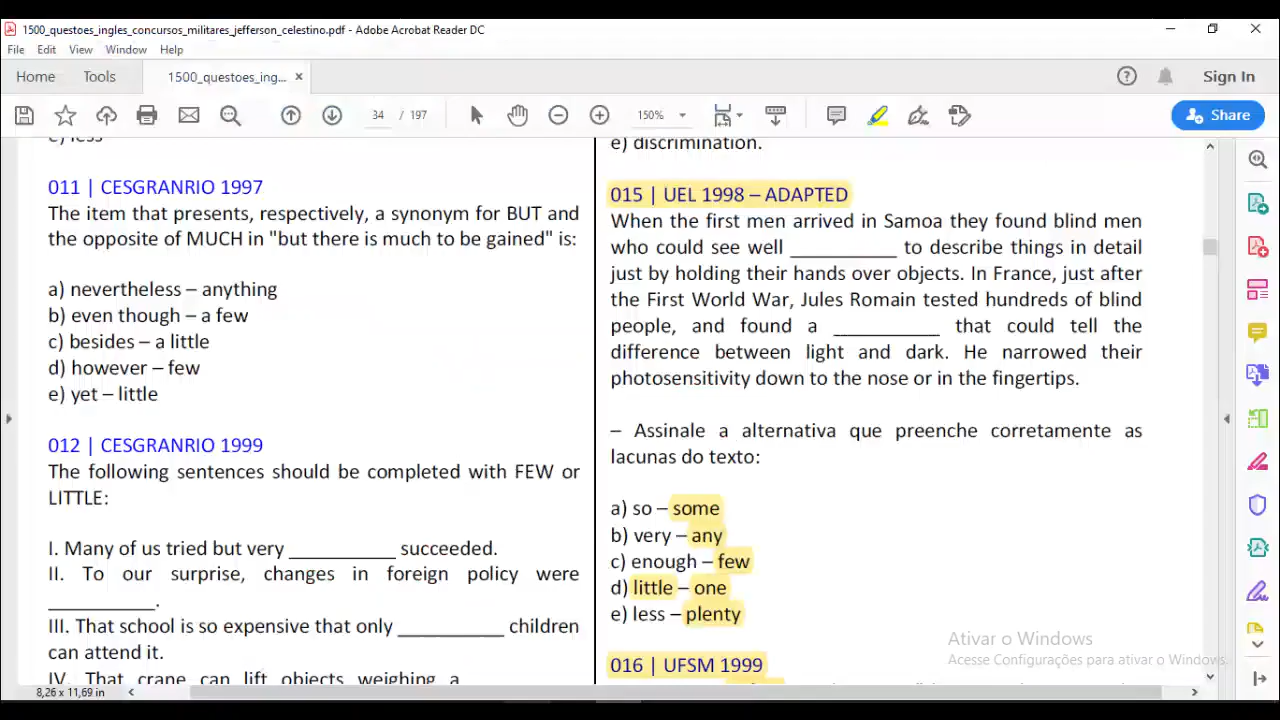 1500_questoes_ingles_concursos_militares_jefferson_celestino.pdf - Adobe Acrobat Reader DC
File Edit View Window Help
Home Tools 1500_questoes_ing... ×
? Sign In
34 / 197
150%
Share
011 | CESGRANRIO 1997
The item that presents, respectively, a synonym for BUT and
the opposite of MUCH in "but there is much to be gained" is:
a) nevertheless – anything
b) even though – a few
c) besides – a little
d) however – few
e) yet – little
012 | CESGRANRIO 1999
The following sentences should be completed with FEW or
LITTLE:
I. Many of us tried but very __________ succeeded.
II. To our surprise, changes in foreign policy were
__________.
III. That school is so expensive that only __________ children
can attend it.
IV. That crane can lift objects weighing a
e) discrimination.
015 | UEL 1998 – ADAPTED
When the first men arrived in Samoa they found blind men
who could see well __________ to describe things in detail
just by holding their hands over objects. In France, just after
the First World War, Jules Romain tested hundreds of blind
people, and found a __________ that could tell the
difference between light and dark. He narrowed their
photosensitivity down to the nose or in the fingertips.
– Assinale a alternativa que preenche corretamente as
lacunas do texto:
a) so – some
b) very – any
c) enough – few
d) little – one
e) less – plenty
016 | UFSM 1999
Ativar o Windows
Acesse Configurações para ativar o Windows.
8,26 x 11,69 in